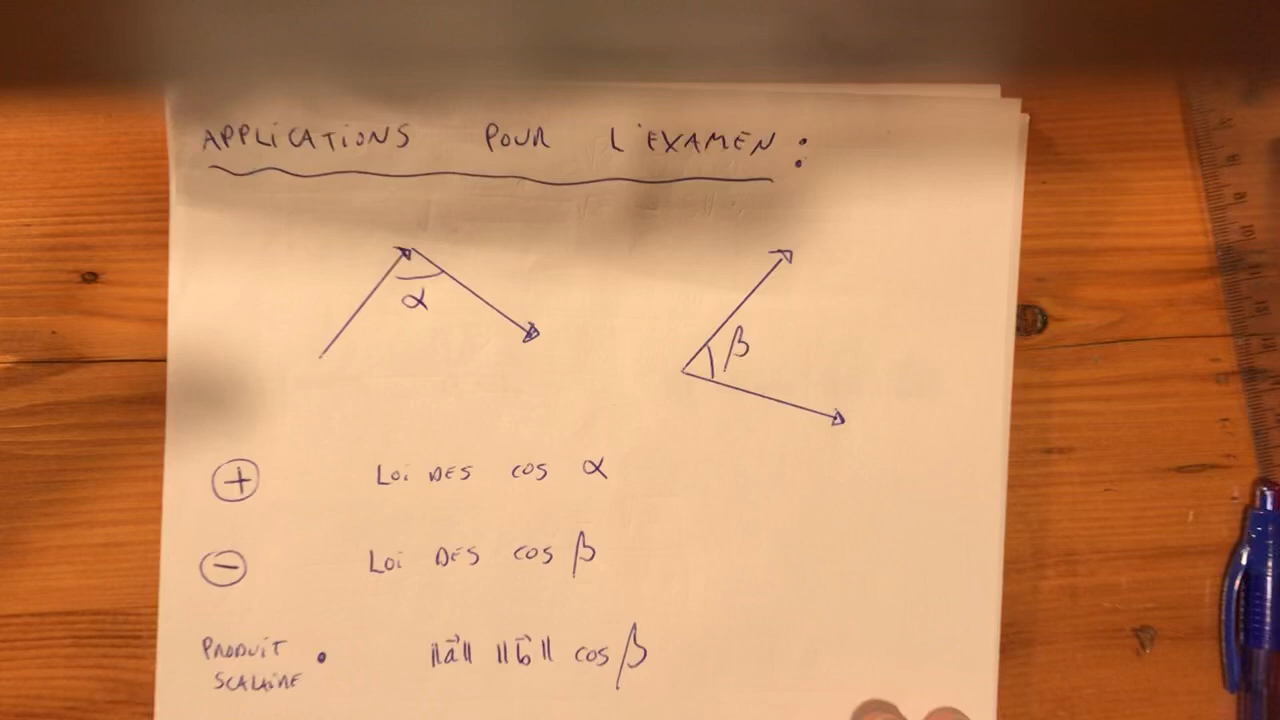 APPLICATIONS POUR L'EXAMEN :
α
β
+ LOI DES COS α
− LOI DES COS β
PRODUIT
SCALAIRE • ||a⃗|| ||b⃗|| COS β